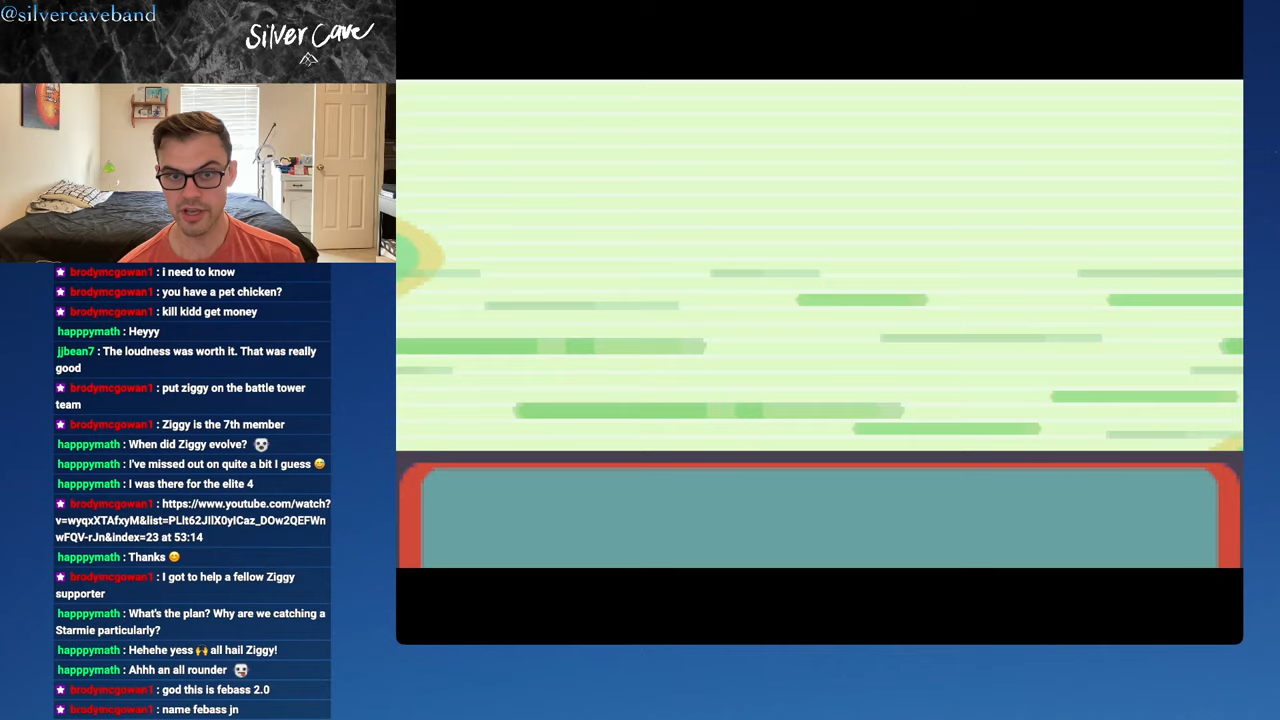 @silvercaveband
Silver Cave
brodymcgowan1 : i need to know
brodymcgowan1 : you have a pet chicken?
brodymcgowan1 : kill kidd get money
happpymath : Heyyy
jjbean7 : The loudness was worth it. That was really
good
brodymcgowan1 : put ziggy on the battle tower
team
brodymcgowan1 : Ziggy is the 7th member
happpymath : When did Ziggy evolve?
happpymath : I've missed out on quite a bit I guess 😊
happpymath : I was there for the elite 4
brodymcgowan1 : https://www.youtube.com/watch?
v=wyqxXTAfxyM&list=PLlt62JIlX0yICaz_DOw2QEFWn
wFQV-rJn&index=23 at 53:14
happpymath : Thanks 😊
brodymcgowan1 : I got to help a fellow Ziggy
supporter
happpymath : What's the plan? Why are we catching a
Starmie particularly?
happpymath : Hehehe yess 🙌 all hail Ziggy!
happpymath : Ahhh an all rounder
brodymcgowan1 : god this is febass 2.0
brodymcgowan1 : name febass jn